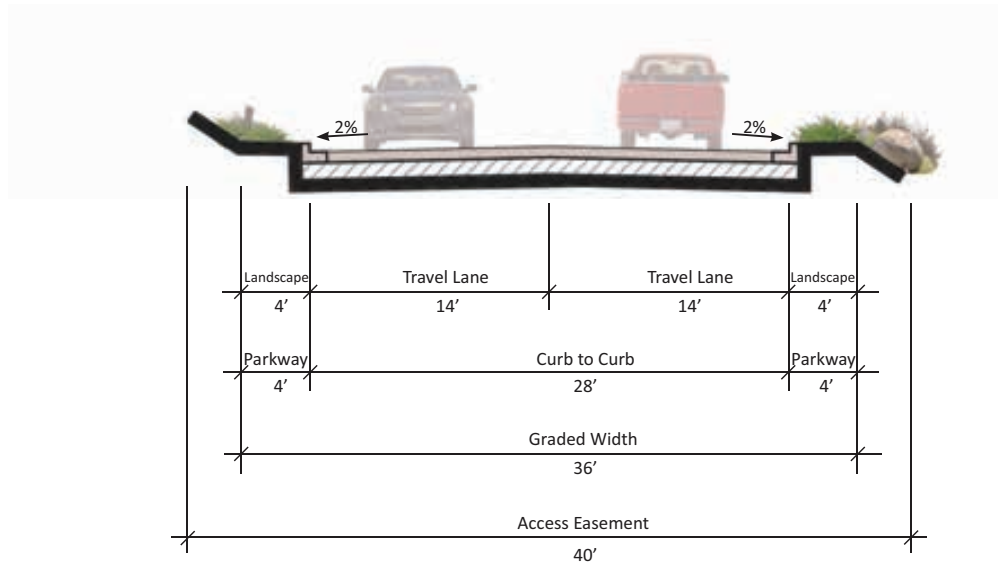 2% 2%
Landscape Travel Lane Travel Lane Landscape
4’ 14’ 14’ 4’
Parkway Curb to Curb Parkway
4’ 28’ 4’
Graded Width
36’
Access Easement
40’